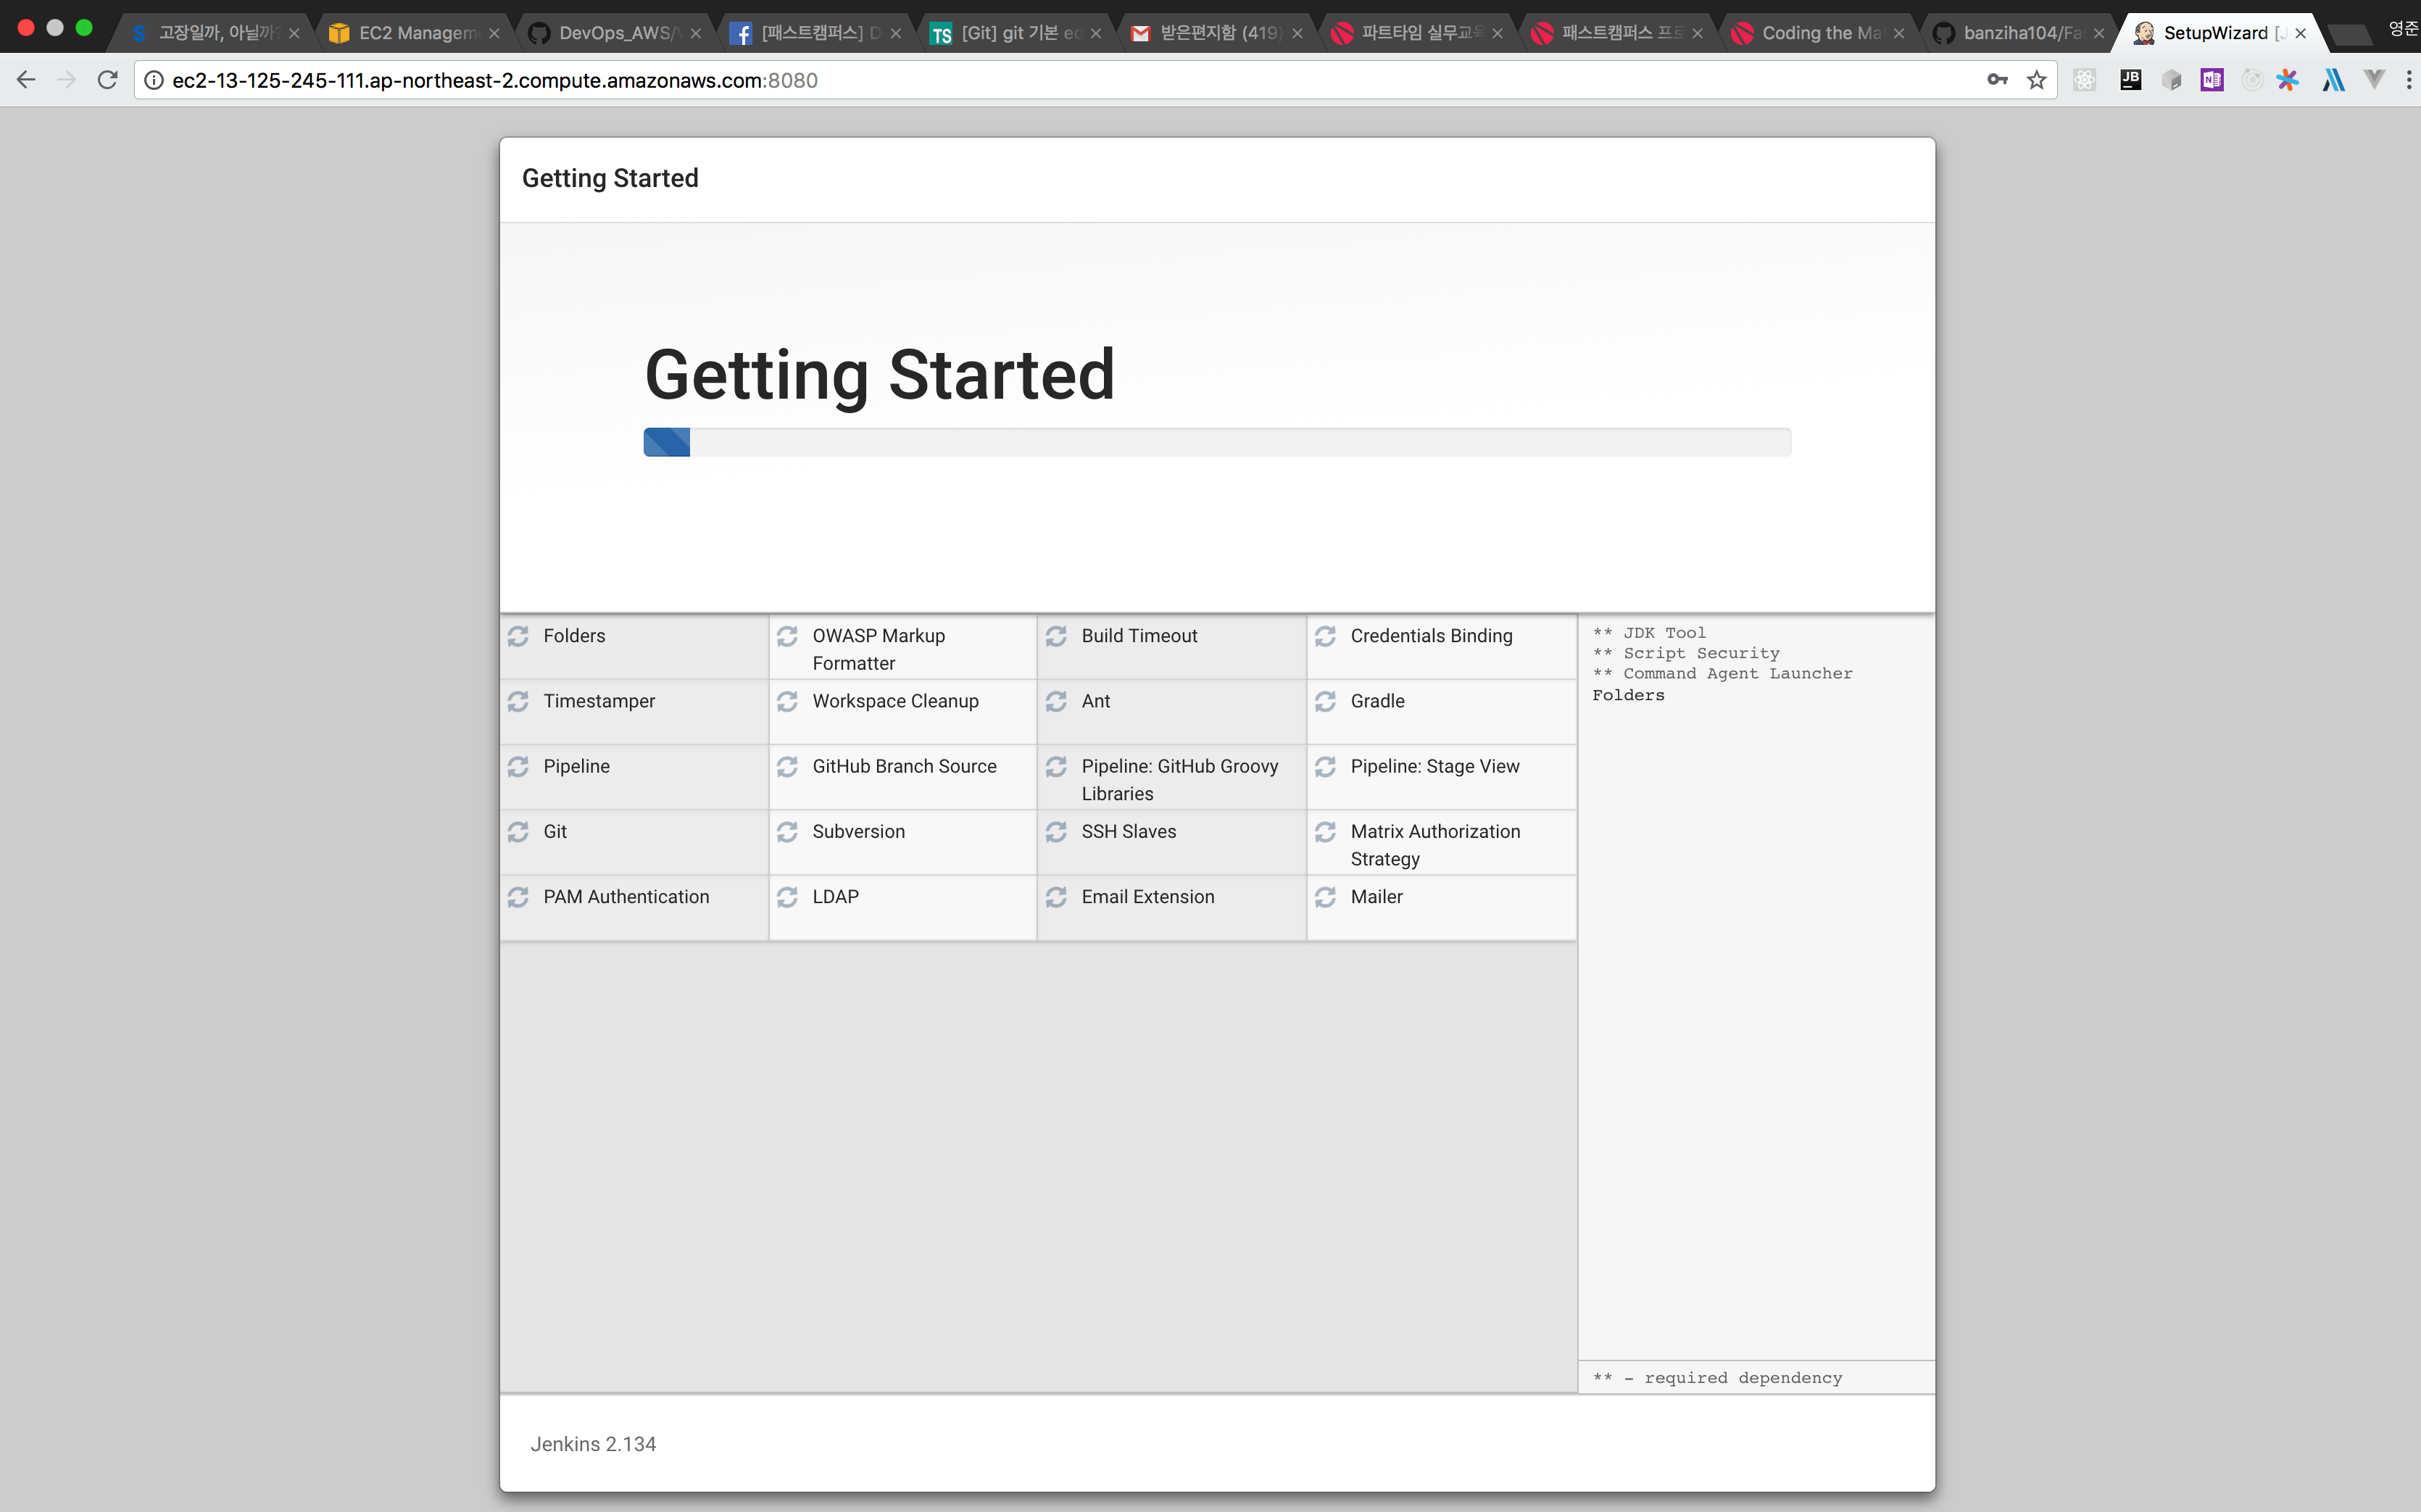 고장일까, 아닐까
EC2 Managem
DevOps_AWS/
[패스트캠퍼스] D
TS
[Git] git 기본 ed
받은편지함 (419)
파트타임 실무교육
패스트캠퍼스 프로
Coding the Ma
banziha104/Fa
SetupWizard [J
영준
ec2-13-125-245-111.ap-northeast-2.compute.amazonaws.com:8080
JB
N
Getting Started
Getting Started
Folders
OWASP Markup
Formatter
Build Timeout
Credentials Binding
Timestamper
Workspace Cleanup
Ant
Gradle
Pipeline
GitHub Branch Source
Pipeline: GitHub Groovy
Libraries
Pipeline: Stage View
Git
Subversion
SSH Slaves
Matrix Authorization
Strategy
PAM Authentication
LDAP
Email Extension
Mailer
** JDK Tool
** Script Security
** Command Agent Launcher
Folders
** - required dependency
Jenkins 2.134